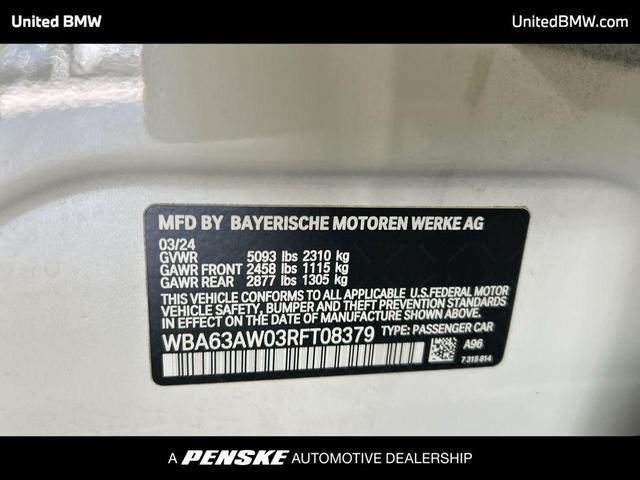 United BMW
UnitedBMW.com
MFD BY BAYERISCHE MOTOREN WERKE AG
03/24
GVWR 5093 lbs 2310 kg
GAWR FRONT 2458 lbs 1115 kg
GAWR REAR 2877 lbs 1305 kg
THIS VEHICLE CONFORMS TO ALL APPLICABLE U.S.FEDERAL MOTOR
VEHICLE SAFETY, BUMPER, AND THEFT PREVENTION STANDARDS
IN EFFECT ON THE DATE OF MANUFACTURE SHOWN ABOVE.
WBA63AW03RFT08379 TYPE: PASSENGER CAR
A96
7 315 814
A PENSKE AUTOMOTIVE DEALERSHIP